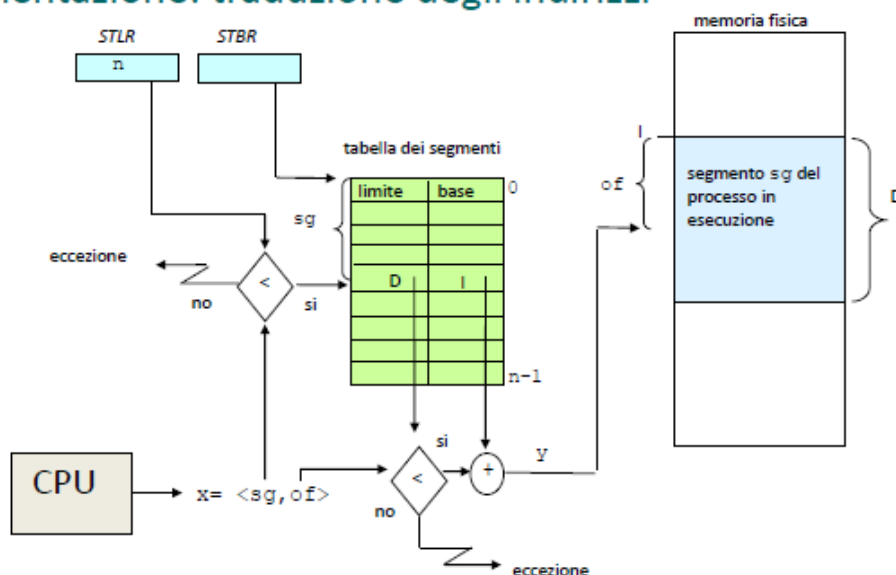 traduzione degli indirizzi
memoria fisica
STLR
STBR
n
tabella dei segmenti
limite
base
0
sg
D
I
n-1
eccezione
no
<
si
I
of
segmento sg del
processo in
esecuzione
D
CPU
x= <sg,of>
<
si
no
+
y
eccezione